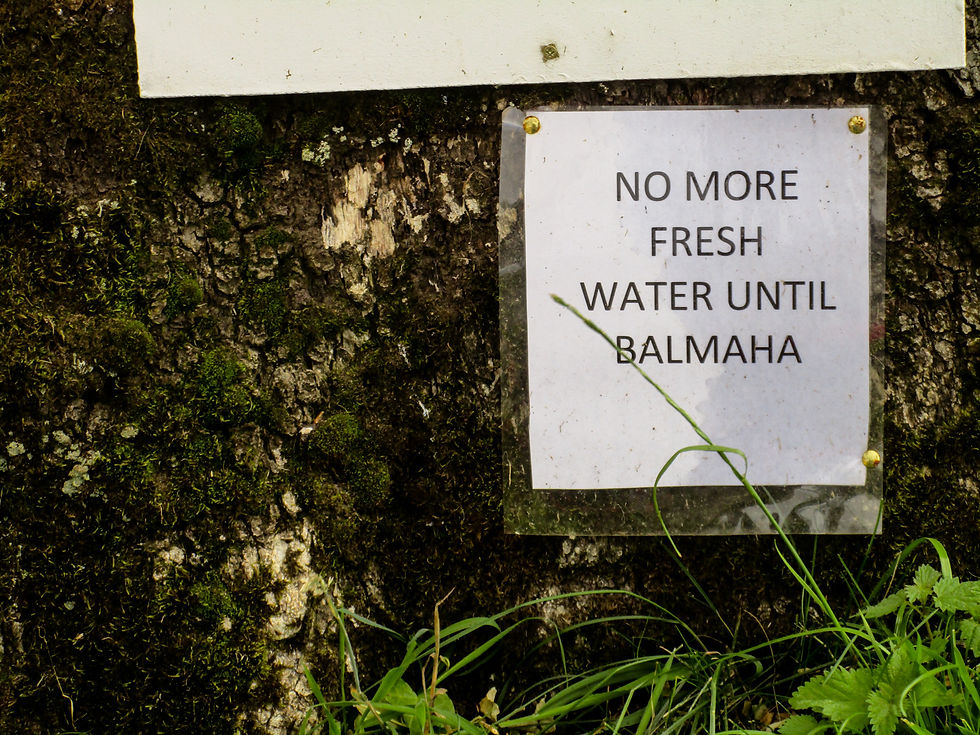 NO MORE
FRESH
WATER UNTIL
BALMAHA